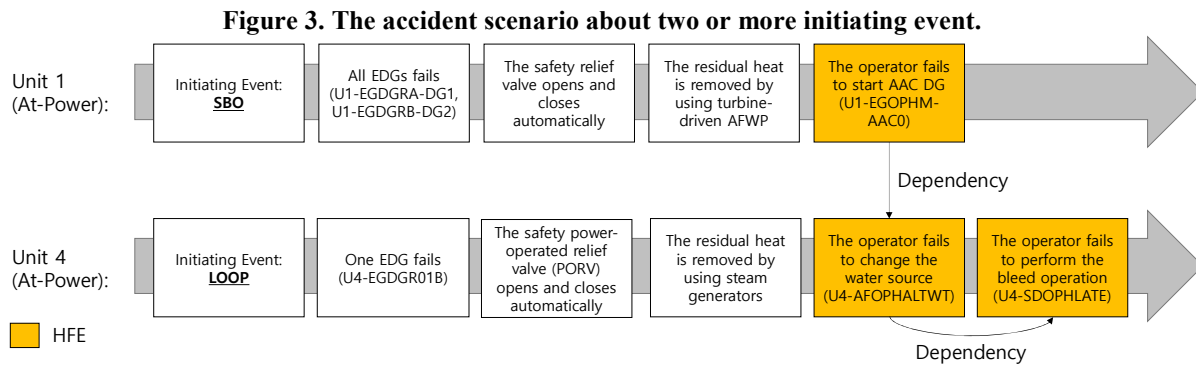 Figure 3. The accident scenario about two or more initiating event.
Unit 1
(At-Power):
Initiating Event:
SBO
All EDGs fails
(U1-EGDGRA-DG1,
U1-EGDGRB-DG2)
The safety relief
valve opens and
closes
automatically
The residual heat
is removed by
using turbine-
driven AFWP
The operator fails
to start AAC DG
(U1-EGOPHM-
AAC0)
Dependency
Unit 4
(At-Power):
Initiating Event:
LOOP
One EDG fails
(U4-EGDGR01B)
The safety power-
operated relief
valve (PORV)
opens and closes
automatically
The residual heat
is removed by
using steam
generators
The operator fails
to change the
water source
(U4-AFOPHALTWT)
The operator fails
to perform the
bleed operation
(U4-SDOPHLATE)
HFE
Dependency